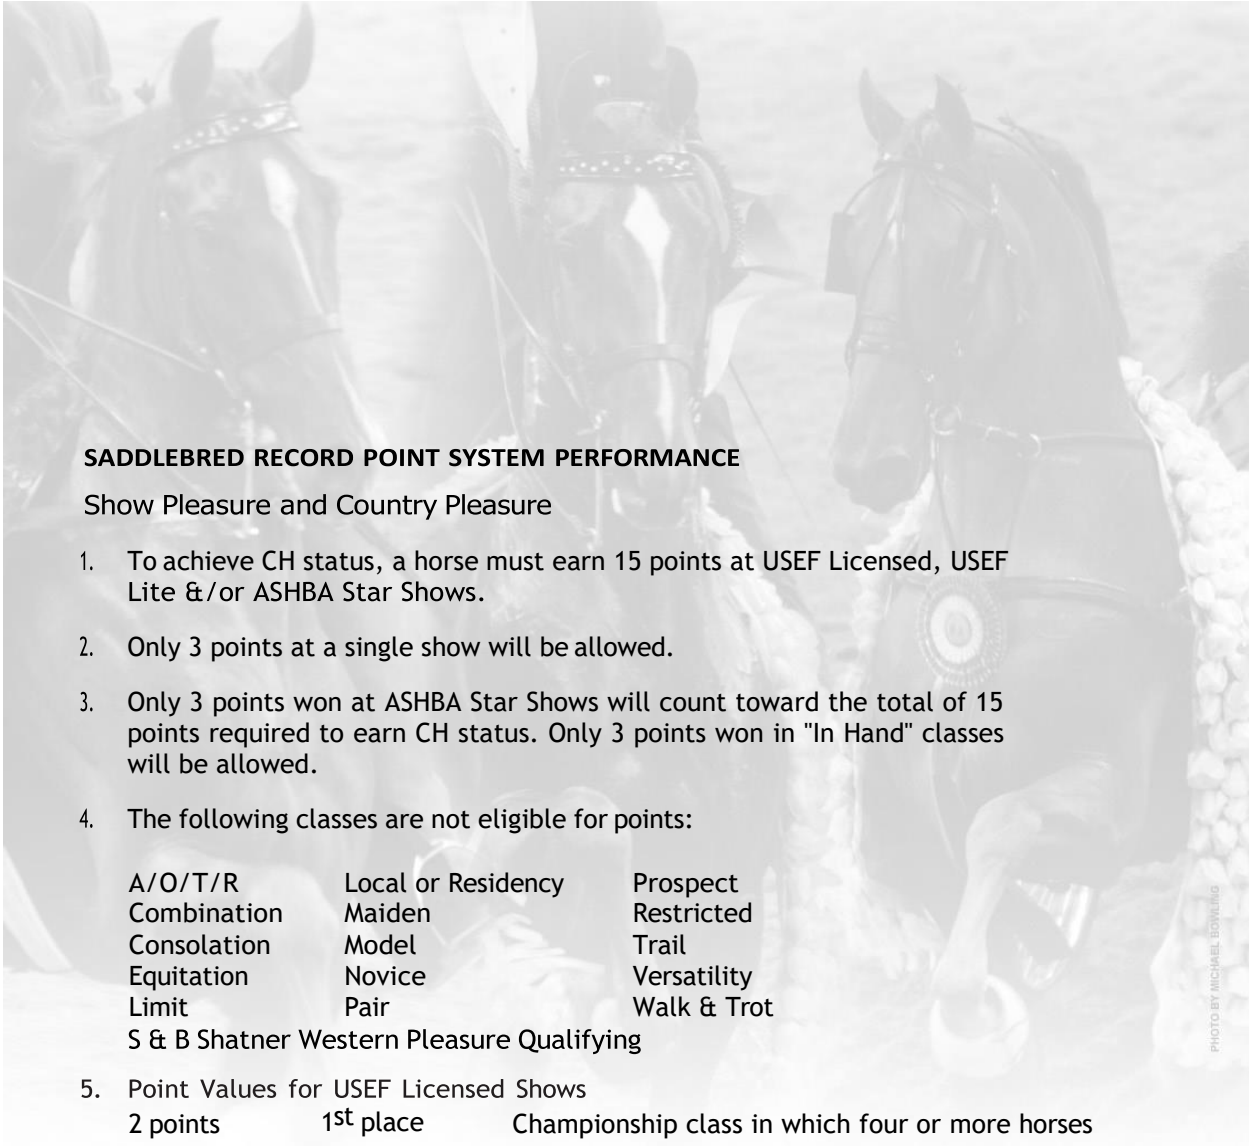 SADDLEBRED RECORD POINT SYSTEM PERFORMANCE
Show Pleasure and Country Pleasure
1. To achieve CH status, a horse must earn 15 points at USEF Licensed, USEF
Lite &/or ASHBA Star Shows.
2. Only 3 points at a single show will be allowed.
3. Only 3 points won at ASHBA Star Shows will count toward the total of 15
points required to earn CH status. Only 3 points won in "In Hand" classes
will be allowed.
4. The following classes are not eligible for points:
A/O/T/R Local or Residency Prospect
Combination Maiden Restricted
Consolation Model Trail
Equitation Novice Versatility
Limit Pair Walk & Trot
S & B Shatner Western Pleasure Qualifying
5. Point Values for USEF Licensed Shows
2 points 1st place Championship class in which four or more horses
PHOTO BY MICHAEL BOWLING